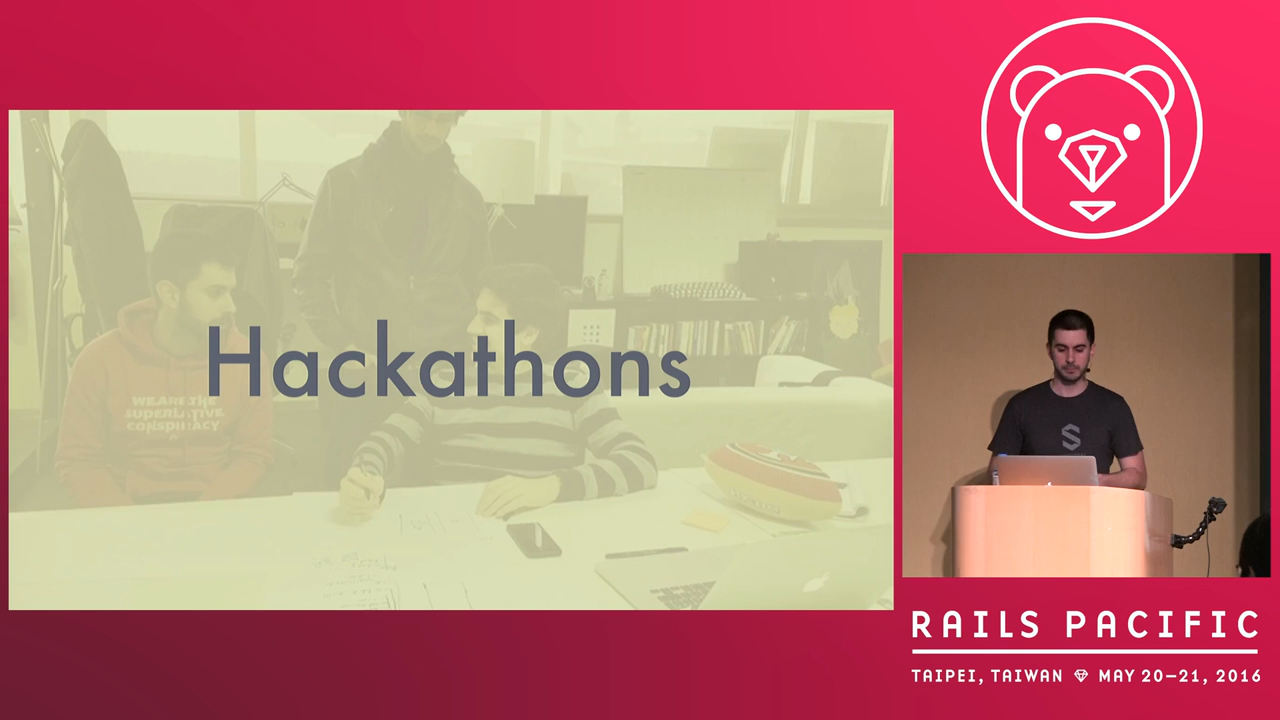 Hackathons
WE ARE THE
SUPERLATIVE
CONSPIRACY
S
RAILS PACIFIC
TAIPEI, TAIWAN MAY 20–21, 2016